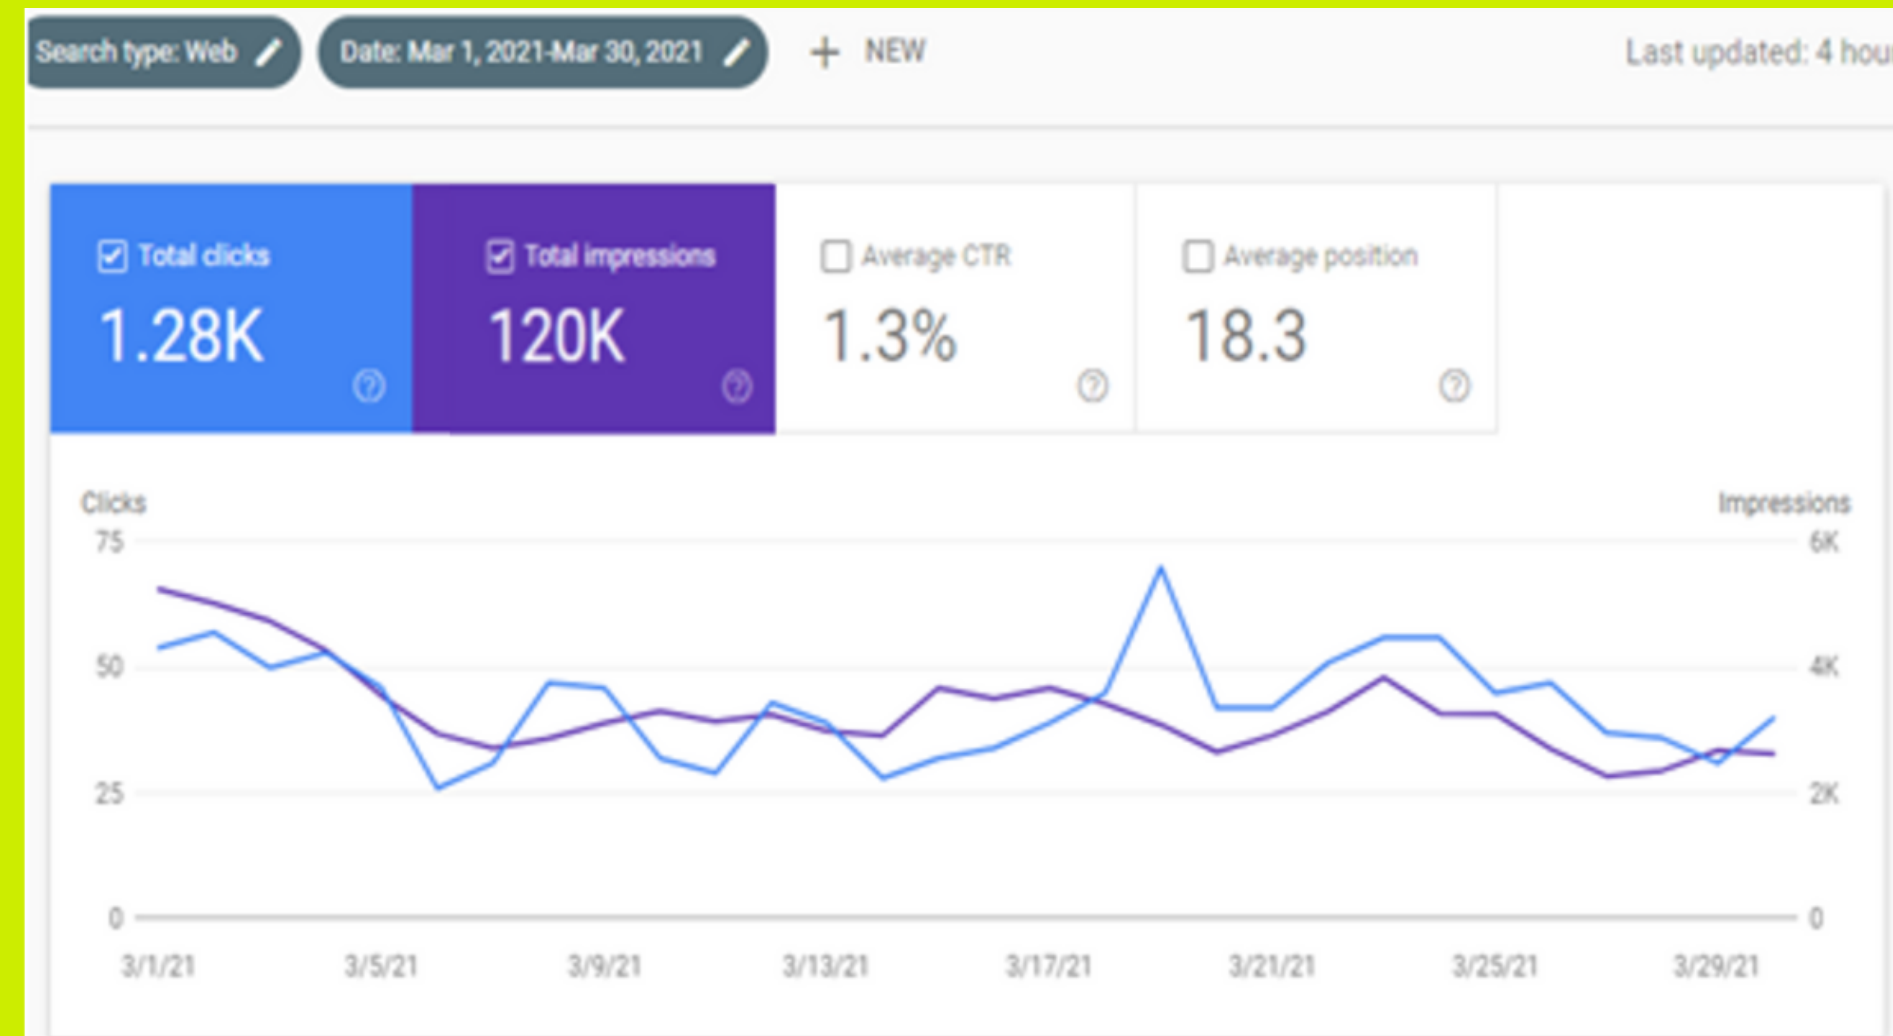 Search type: Web
Date: Mar 1, 2021-Mar 30, 2021
+ NEW
Last updated: 4
Total clicks
1.28K
Total impressions
120K
Average CTR
1.3%
Average position
18.3
Clicks
Impressions
75
6K
50
4K
25
2K
0
0
3/1/21 3/5/21 3/9/21 3/13/21 3/17/21 3/21/21 3/25/21 3/29/21